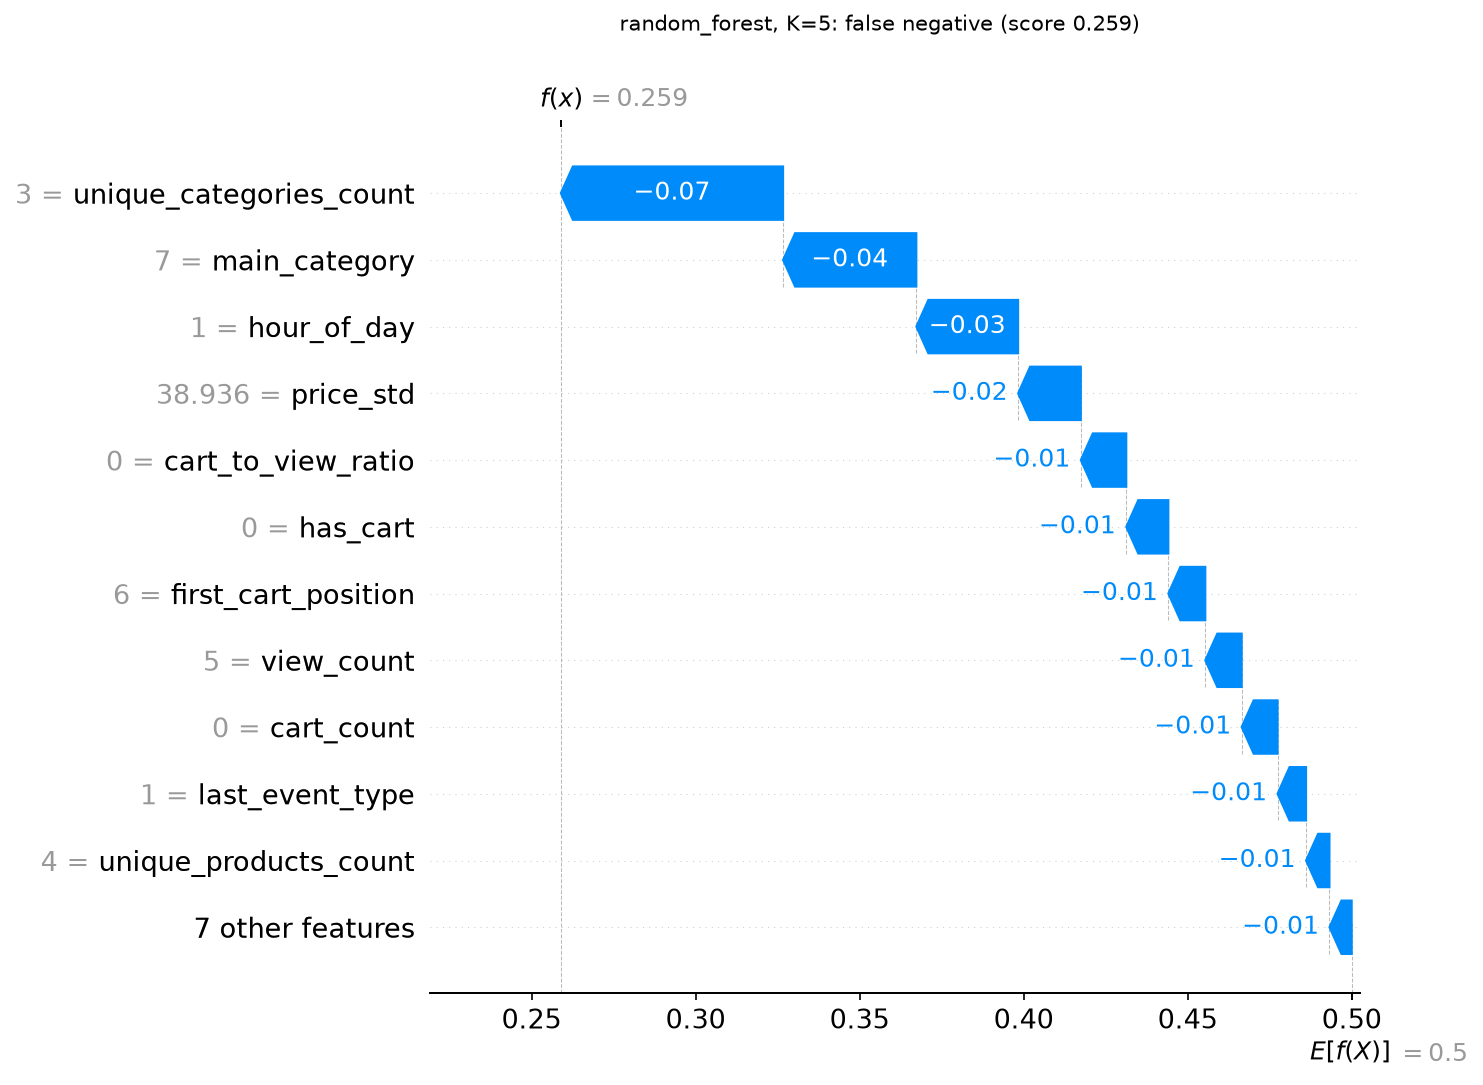 random_forest, K=5: false negative (score 0.259)
f(x) = 0.259
3 = unique_categories_count −0.07
7 = main_category −0.04
1 = hour_of_day −0.03
38.936 = price_std −0.02
0 = cart_to_view_ratio −0.01
0 = has_cart −0.01
6 = first_cart_position −0.01
5 = view_count −0.01
0 = cart_count −0.01
1 = last_event_type −0.01
4 = unique_products_count −0.01
7 other features −0.01
0.25 0.30 0.35 0.40 0.45 0.50
E[f(X)] = 0.5